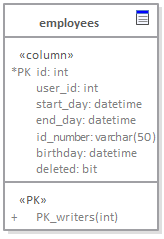 employees
«column»
*PK id: int
user_id: int
start_day: datetime
end_day: datetime
id_number: varchar(50)
birthday: datetime
deleted: bit
«PK»
+ PK_writers(int)